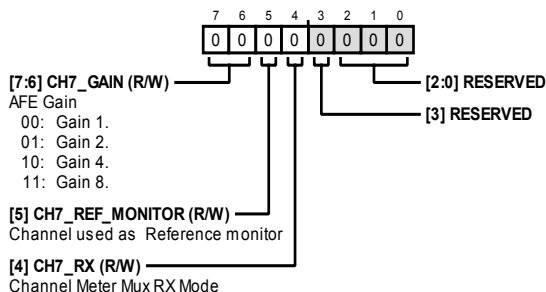 7 6 5 4 3 2 1 0
0 0 0 0 0 0 0 0
[7:6] CH7_GAIN (R/W)
AFE Gain
00: Gain 1.
01: Gain 2.
10: Gain 4.
11: Gain 8.
[5] CH7_REF_MONITOR (R/W)
Channel used as Reference monitor
[4] CH7_RX (R/W)
Channel Meter Mux RX Mode
[2:0] RESERVED
[3] RESERVED